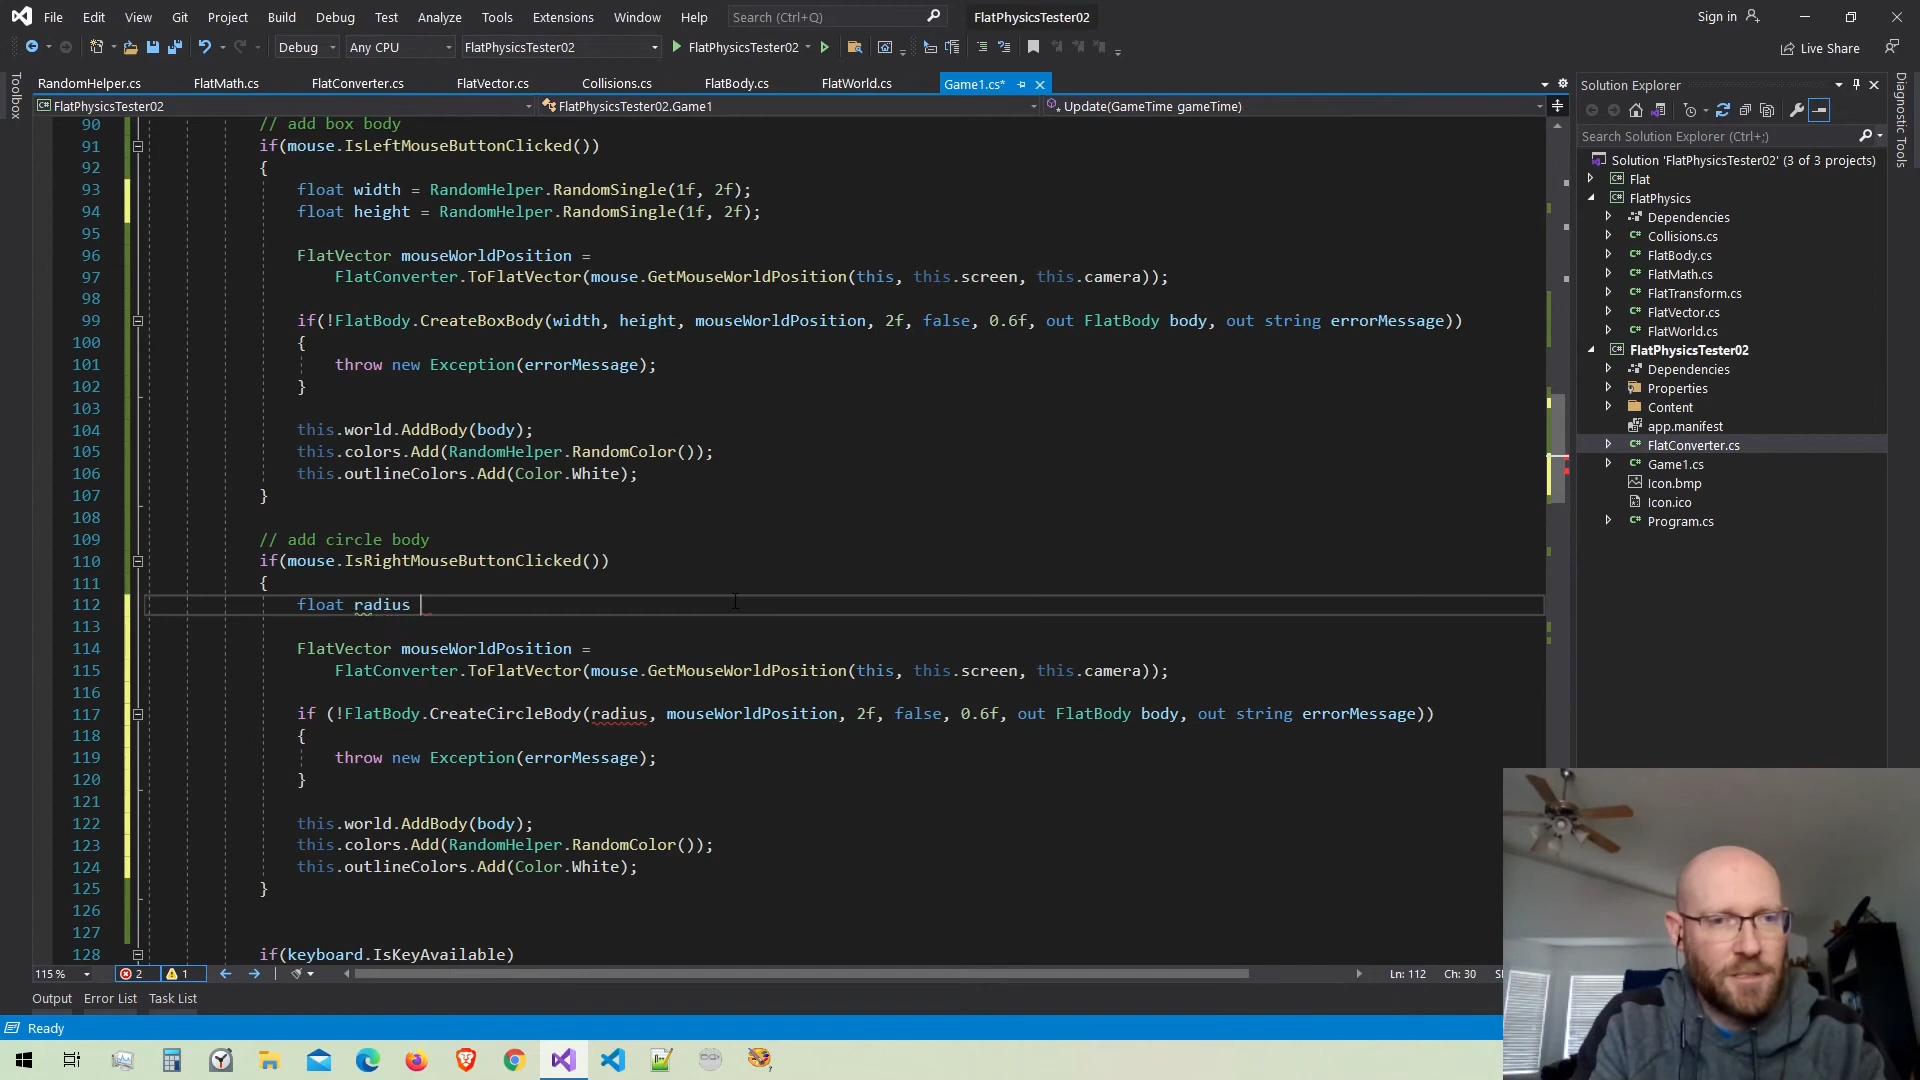 File Edit View Git Project Build Debug Test Analyze Tools Extensions Window Help Search (Ctrl+Q) FlatPhysicsTester02 Sign in
Debug Any CPU FlatPhysicsTester02 FlatPhysicsTester02 Live Share
Toolbox
RandomHelper.cs FlatMath.cs FlatConverter.cs FlatVector.cs Collisions.cs FlatBody.cs FlatWorld.cs Game1.cs*
FlatPhysicsTester02 FlatPhysicsTester02.Game1 Update(GameTime gameTime)
90 // add box body
91 if(mouse.IsLeftMouseButtonClicked())
92 {
93 float width = RandomHelper.RandomSingle(1f, 2f);
94 float height = RandomHelper.RandomSingle(1f, 2f);
95
96 FlatVector mouseWorldPosition =
97 FlatConverter.ToFlatVector(mouse.GetMouseWorldPosition(this, this.screen, this.camera));
98
99 if(!FlatBody.CreateBoxBody(width, height, mouseWorldPosition, 2f, false, 0.6f, out FlatBody body, out string errorMessage))
100 {
101 throw new Exception(errorMessage);
102 }
103
104 this.world.AddBody(body);
105 this.colors.Add(RandomHelper.RandomColor());
106 this.outlineColors.Add(Color.White);
107 }
108
109 // add circle body
110 if(mouse.IsRightMouseButtonClicked())
111 {
112 float radius
113
114 FlatVector mouseWorldPosition =
115 FlatConverter.ToFlatVector(mouse.GetMouseWorldPosition(this, this.screen, this.camera));
116
117 if (!FlatBody.CreateCircleBody(radius, mouseWorldPosition, 2f, false, 0.6f, out FlatBody body, out string errorMessage))
118 {
119 throw new Exception(errorMessage);
120 }
121
122 this.world.AddBody(body);
123 this.colors.Add(RandomHelper.RandomColor());
124 this.outlineColors.Add(Color.White);
125 }
126
127
128 if(keyboard.IsKeyAvailable)
115 % 2 1 Ln: 112 Ch: 30
Output Error List Task List
Ready
Solution Explorer
Search Solution Explorer (Ctrl+;)
Solution 'FlatPhysicsTester02' (3 of 3 projects)
C# Flat
C# FlatPhysics
Dependencies
C# Collisions.cs
C# FlatBody.cs
C# FlatMath.cs
C# FlatTransform.cs
C# FlatVector.cs
C# FlatWorld.cs
C# FlatPhysicsTester02
Dependencies
Properties
Content
app.manifest
C# FlatConverter.cs
C# Game1.cs
Icon.bmp
Icon.ico
C# Program.cs
Diagnostic Tools